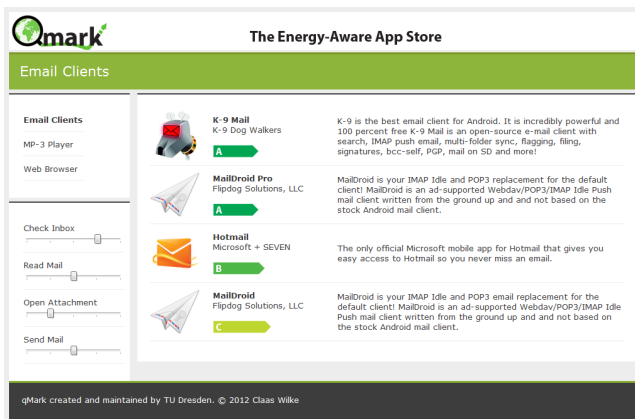 Qmark
The Energy-Aware App Store
Email Clients
Email Clients
MP-3 Player
Web Browser
Check Inbox
Read Mail
Open Attachment
Send Mail
K-9 Mail
K-9 Dog Walkers
A
K-9 is the best email client for Android. It is incredibly powerful and
100 percent free K-9 Mail is an open-source e-mail client with
search, IMAP push email, multi-folder sync, flagging, filing,
signatures, bcc-self, PGP, mail on SD and more!
MailDroid Pro
Flipdog Solutions, LLC
A
MailDroid is your IMAP Idle and POP3 replacement for the default
client! MailDroid is an ad-supported Webdav/POP3/IMAP Idle Push
mail client written from the ground up and and not based on the
stock Android mail client.
Hotmail
Microsoft + SEVEN
B
The only official Microsoft mobile app for Hotmail that gives you
easy access to Hotmail so you never miss an email.
MailDroid
Flipdog Solutions, LLC
C
MailDroid is your IMAP Idle and POP3 email replacement for the
default client! MailDroid is an ad-supported Webdav/POP3/IMAP Idle
Push mail client written from the ground up and and not based on
the stock Android mail client.
qMark created and maintained by TU Dresden. © 2012 Claas Wilke